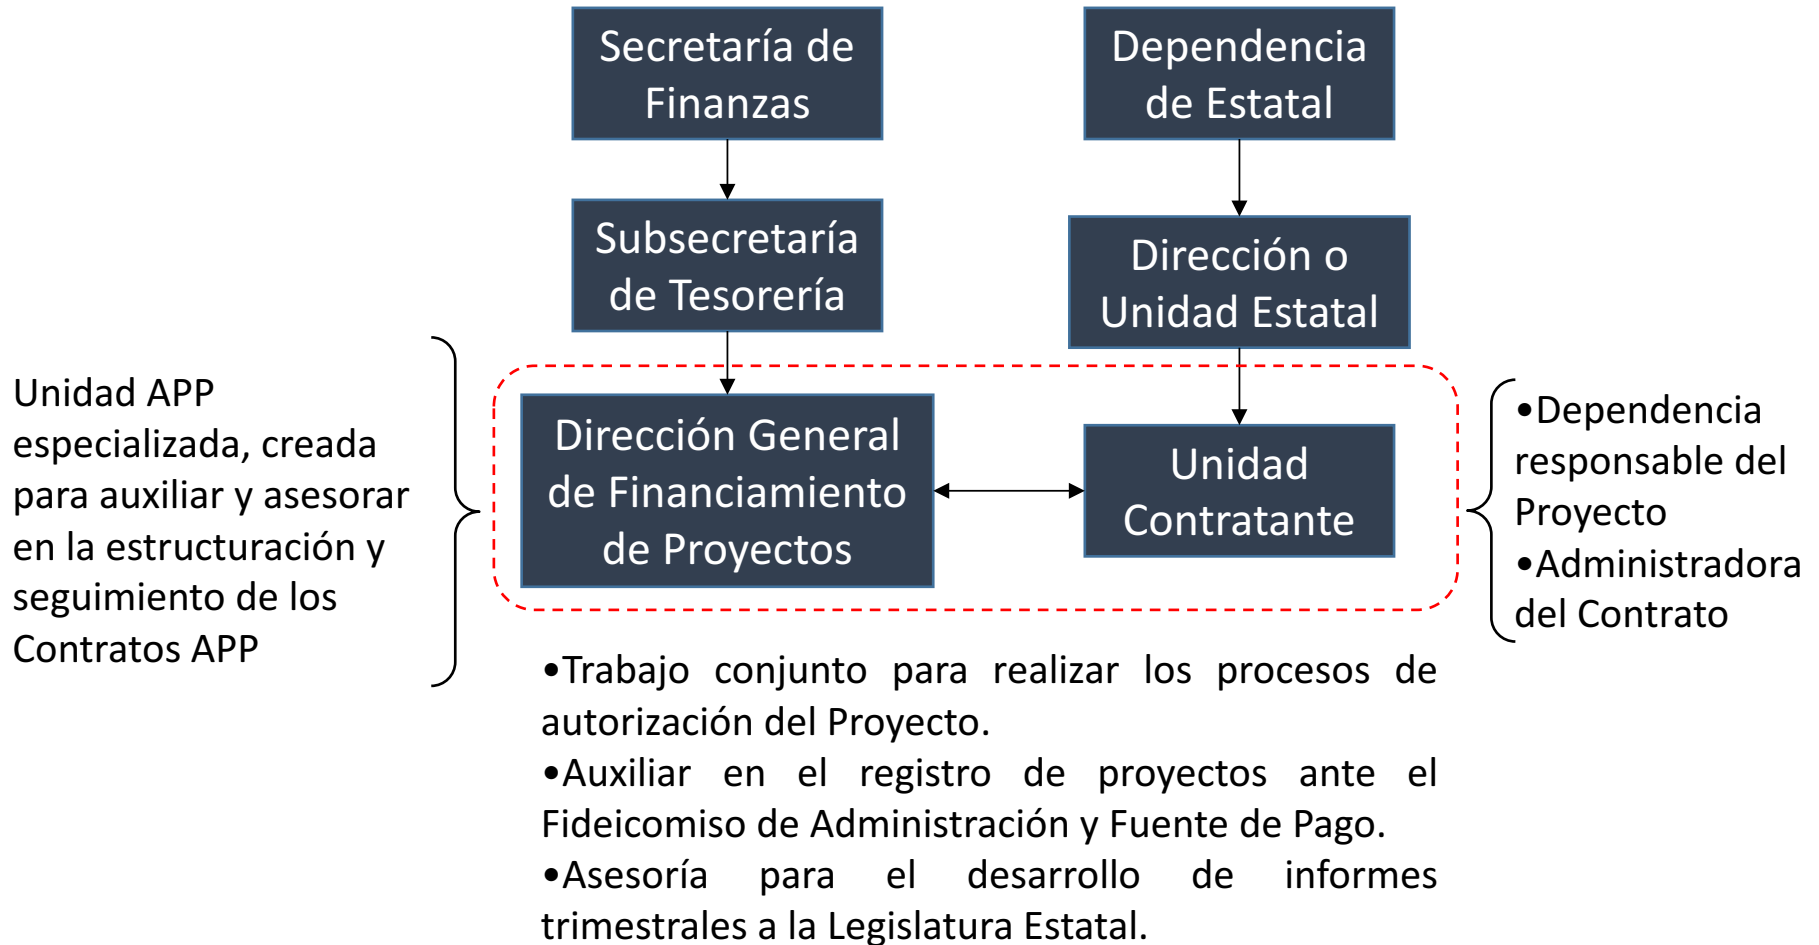 Secretaría de
Finanzas
Dependencia
de Estatal
Subsecretaría
de Tesorería
Dirección o
Unidad Estatal
Unidad APP
especializada, creada
para auxiliar y asesorar
en la estructuración y
seguimiento de los
Contratos APP
Dirección General
de Financiamiento
de Proyectos
Unidad
Contratante
•Dependencia
responsable del
Proyecto
•Administradora
del Contrato
•Trabajo conjunto para realizar los procesos de
autorización del Proyecto.
•Auxiliar en el registro de proyectos ante el
Fideicomiso de Administración y Fuente de Pago.
•Asesoría para el desarrollo de informes
trimestrales a la Legislatura Estatal.